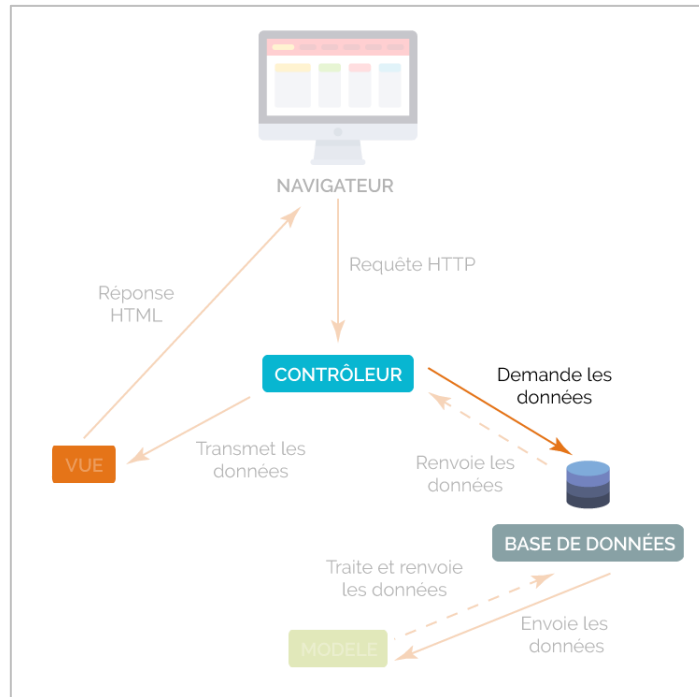 NAVIGATEUR
Requête HTTP
Réponse
HTML
CONTRÔLEUR
Demande les
données
VUE
Transmet les
données
Renvoie les
données
BASE DE DONNÉES
Traite et renvoie
les données
Envoie les
données
MODELE